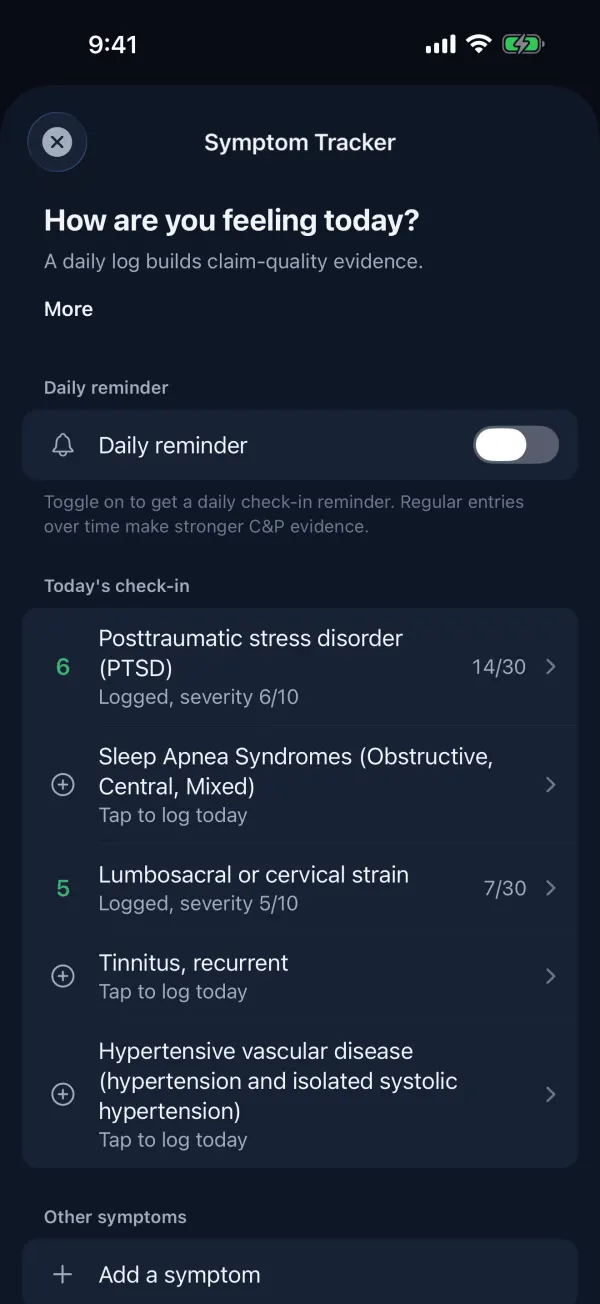 9:41
Symptom Tracker
How are you feeling today?
A daily log builds claim-quality evidence.
More
Daily reminder
Daily reminder
Toggle on to get a daily check-in reminder. Regular entries
over time make stronger C&P evidence.
Today's check-in
6
Posttraumatic stress disorder
(PTSD)
14/30
Logged, severity 6/10
Sleep Apnea Syndromes (Obstructive,
Central, Mixed)
Tap to log today
5
Lumbosacral or cervical strain
7/30
Logged, severity 5/10
Tinnitus, recurrent
Tap to log today
Hypertensive vascular disease
(hypertension and isolated systolic
hypertension)
Tap to log today
Other symptoms
Add a symptom